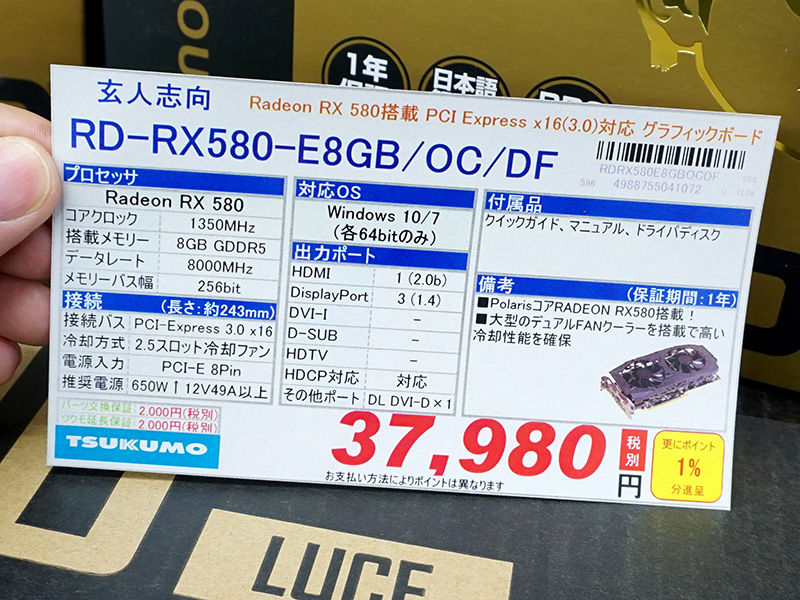 1年
日本語
玄人志向
Radeon RX 580搭載 PCI Express x16(3.0)対応 グラフィックボード
RD-RX580-E8GB/OC/DF
RDRX580E8GBOCDF
596 4988755041072
プロセッサ
Radeon RX 580
コアクロック 1350MHz
搭載メモリー 8GB GDDR5
データレート 8000MHz
メモリーバス幅 256bit
接続 (長さ:約243mm)
接続バス PCI-Express 3.0 x16
冷却方式 2.5スロット冷却ファン
電源入力 PCI-E 8Pin
推奨電源 650W↑12V49A以上
対応OS
Windows 10/7
(各64bitのみ)
出力ポート
HDMI 1 (2.0b)
DisplayPort 3 (1.4)
DVI-I -
D-SUB -
HDTV -
HDCP対応 対応
その他ポート DL DVI-D×1
付属品
クイックガイド、マニュアル、ドライバディスク
備考 (保証期間:1年)
■PolarisコアRADEON RX580搭載!
■大型のデュアルFANクーラーを搭載で高い
冷却性能を確保
パーツ交換保証:2,000円(税別)
ツクモ延長保証:2,000円(税別)
TSUKUMO
37,980円
税別
お支払い方法によりポイントは異なります
更にポイント
1%
分進呈
LUCE